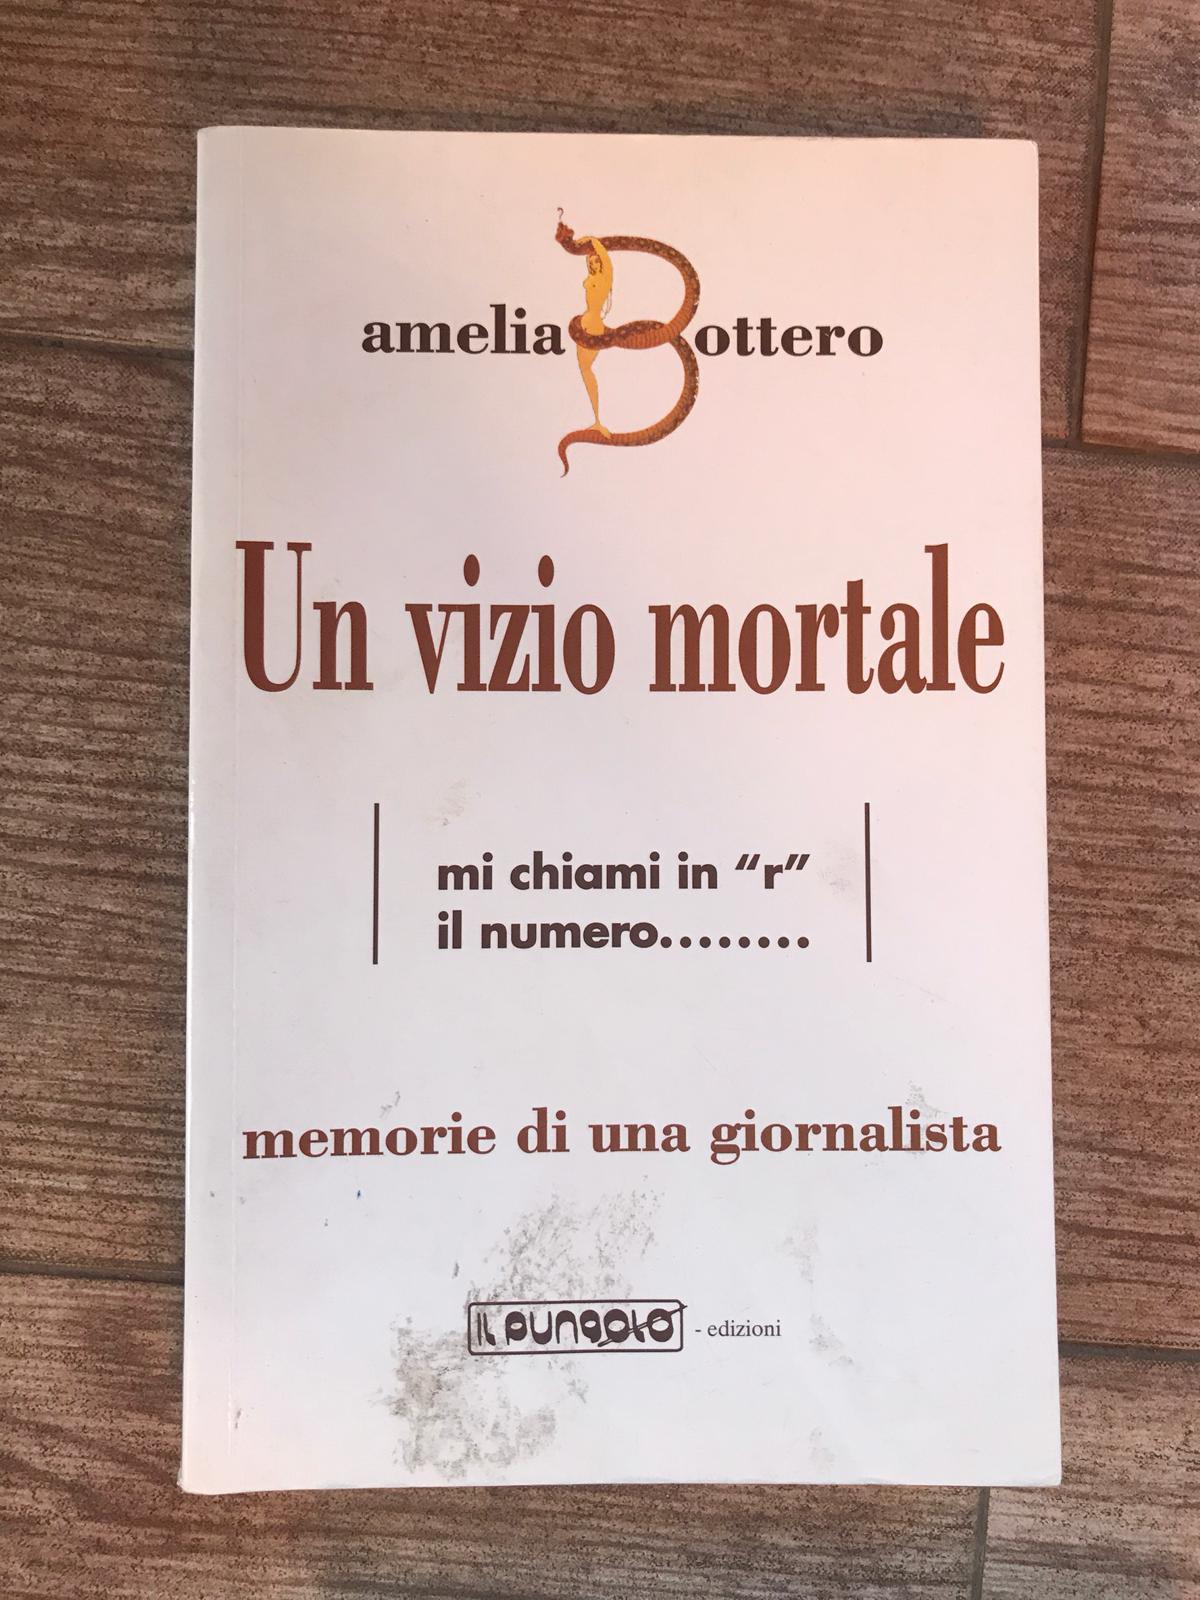 amelia Bottero
Un vizio mortale
mi chiami in “r”
il numero........
memorie di una giornalista
IL PUNGOLO - edizioni